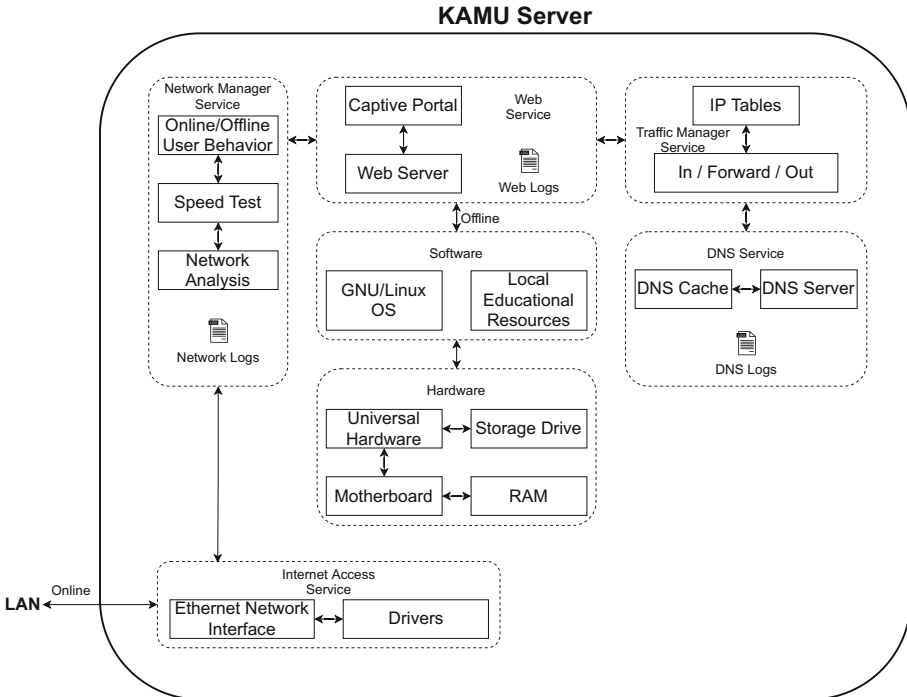 KAMU Server
Network Manager
Service
Online/Offline
User Behavior
Speed Test
Network
Analysis
Network Logs
Captive Portal
Web
Service
Web Server
Web Logs
IP Tables
Traffic Manager
Service
In / Forward / Out
Offline
Software
GNU/Linux
OS
Local
Educational
Resources
DNS Service
DNS Cache
DNS Server
DNS Logs
Hardware
Universal
Hardware
Storage Drive
Motherboard
RAM
Internet Access
Service
Ethernet Network
Interface
Drivers
LAN
Online